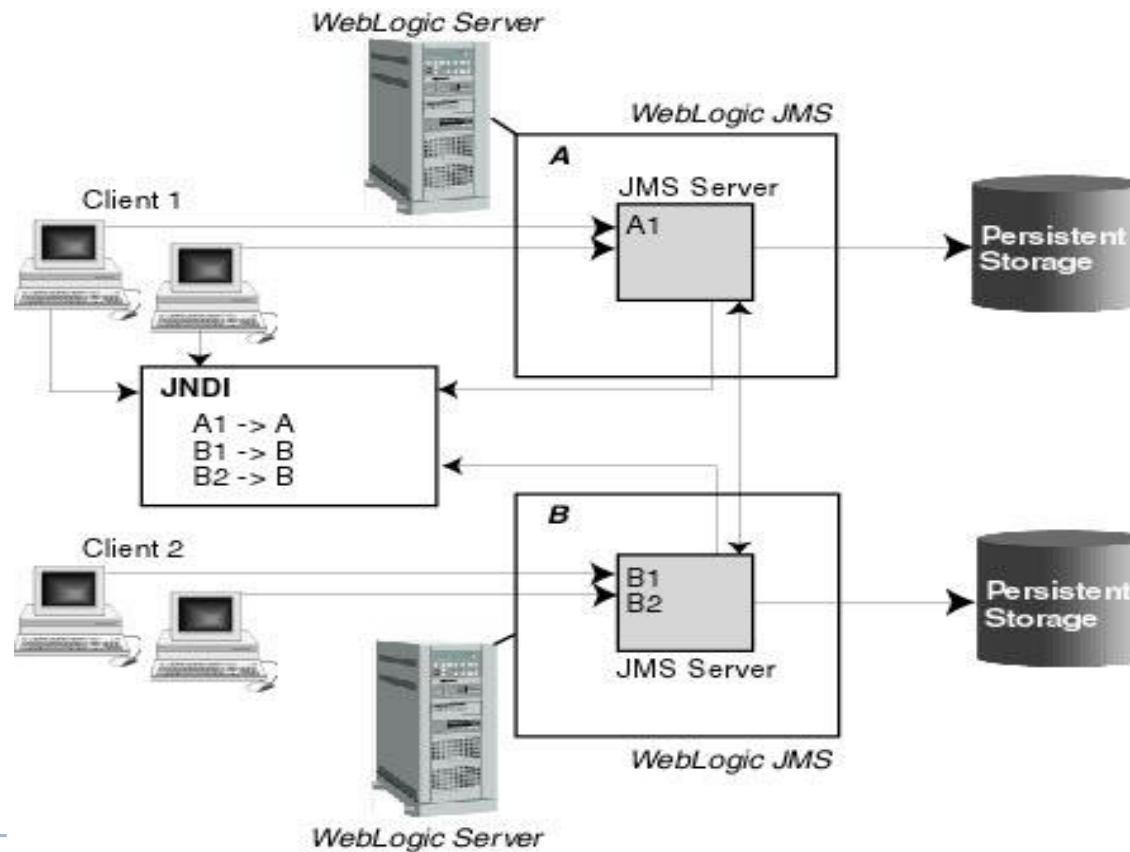 WebLogic Server
WebLogic JMS
A
JMS Server
Client 1
A1
Persistent
Storage
JNDI
A1 -> A
B1 -> B
B2 -> B
B
Client 2
B1
B2
Persistent
Storage
JMS Server
WebLogic JMS
WebLogic Server